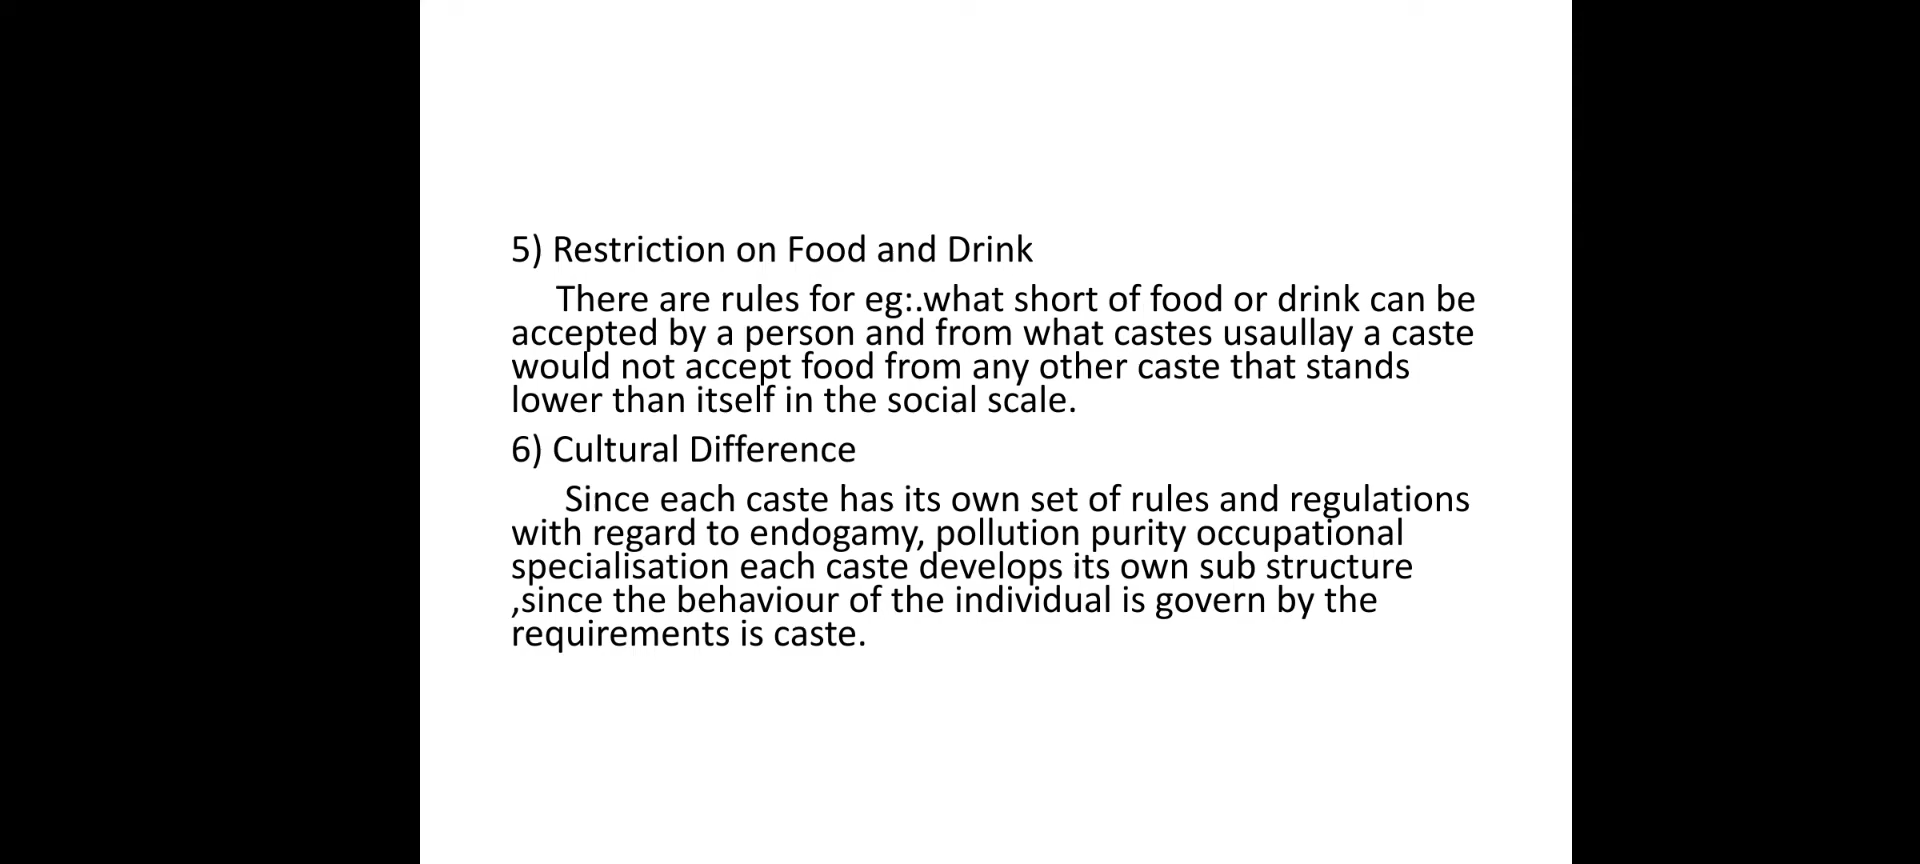 5) Restriction on Food and Drink
There are rules for eg:.what short of food or drink can be
accepted by a person and from what castes usaullay a caste
would not accept food from any other caste that stands
lower than itself in the social scale.
6) Cultural Difference
Since each caste has its own set of rules and regulations
with regard to endogamy, pollution purity occupational
specialisation each caste develops its own sub structure
,since the behaviour of the individual is govern by the
requirements is caste.